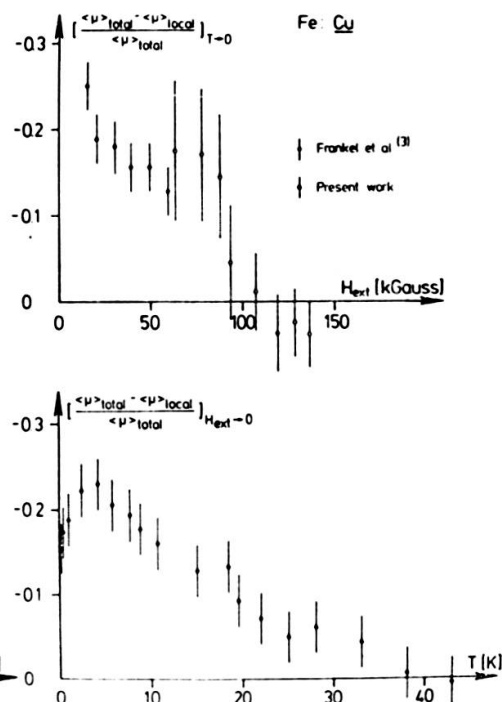 -0.3
[<μ>total - <μ>local / <μ>total]T→0
Fe: Cu
-0.2
Frankel et al (3)
Present work
-0.1
Hext [kGauss]
0
0 50 100 150
-0.3
[<μ>total - <μ>local / <μ>total]Hext→0
-0.2
-0.1
T [K]
0
0 10 20 30 40